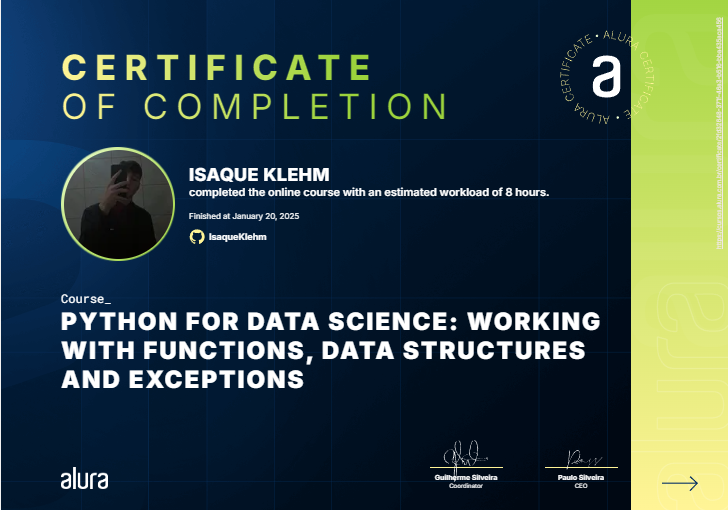 CERTIFICATE
OF COMPLETION
ALURA CERTIFICATE • ALURA CERTIFICATE •
a
ISAQUE KLEHM
completed the online course with an estimated workload of 8 hours.
Finished at January 20, 2025
IsaqueKlehm
Course_
PYTHON FOR DATA SCIENCE: WORKING
WITH FUNCTIONS, DATA STRUCTURES
AND EXCEPTIONS
alura
Guilherme Silveira
Coordinator
Paulo Silveira
CEO
alura